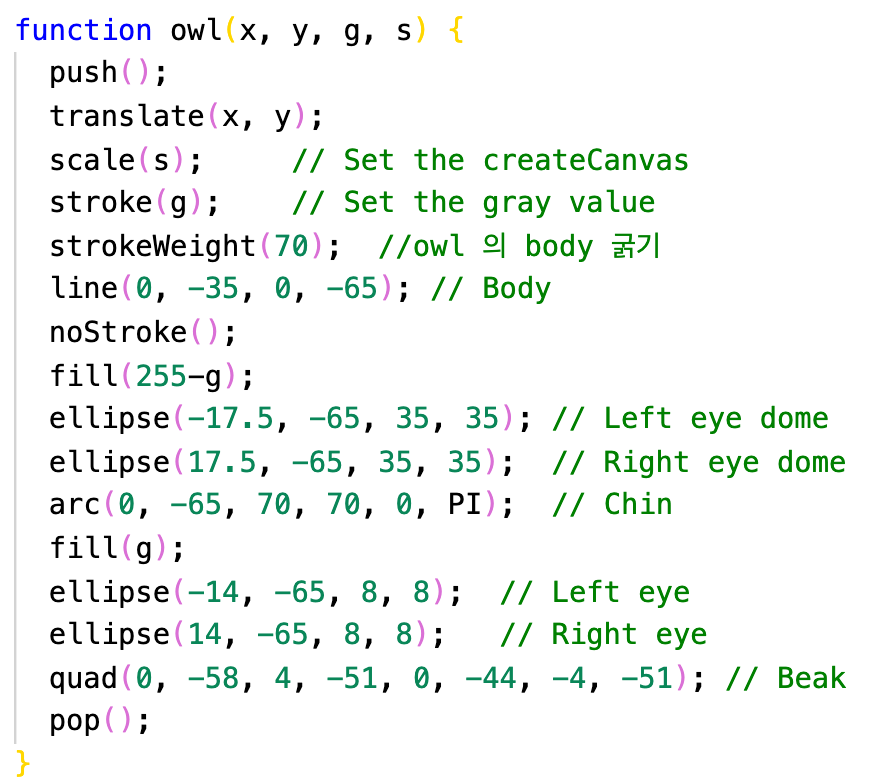 function owl(x, y, g, s) {
push();
translate(x, y);
scale(s); // Set the createCanvas
stroke(g); // Set the gray value
strokeWeight(70); //owl 의 body 굵기
line(0, -35, 0, -65); // Body
noStroke();
fill(255-g);
ellipse(-17.5, -65, 35, 35); // Left eye dome
ellipse(17.5, -65, 35, 35); // Right eye dome
arc(0, -65, 70, 70, 0, PI); // Chin
fill(g);
ellipse(-14, -65, 8, 8); // Left eye
ellipse(14, -65, 8, 8); // Right eye
quad(0, -58, 4, -51, 0, -44, -4, -51); // Beak
pop();
}